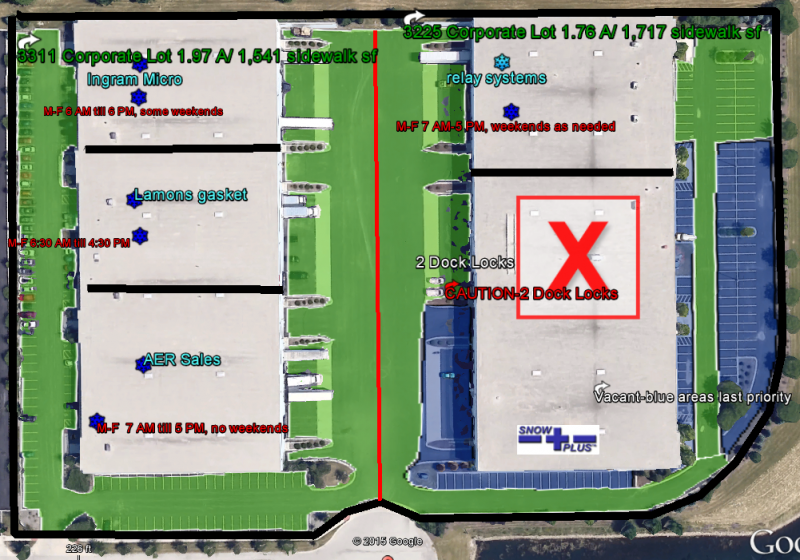 3225 Corporate Lot 1.76 A/ 1,717 sidewalk sf
3311 Corporate Lot 1.97 A/ 1,541 sidewalk sf
Ingram Micro
relay systems
M-F 6 AM till 6 PM, some weekends
M-F 7 AM-5 PM, weekends as needed
Lamons gasket
M-F 6:30 AM till 4:30 PM
2 Dock Locks
CAUTION-2 Dock Locks
X
AER Sales
Vacant-blue areas last priority
M-F 7 AM till 5 PM, no weekends
SNOW
PLUS
© 2015 Google
Goo
226 ft